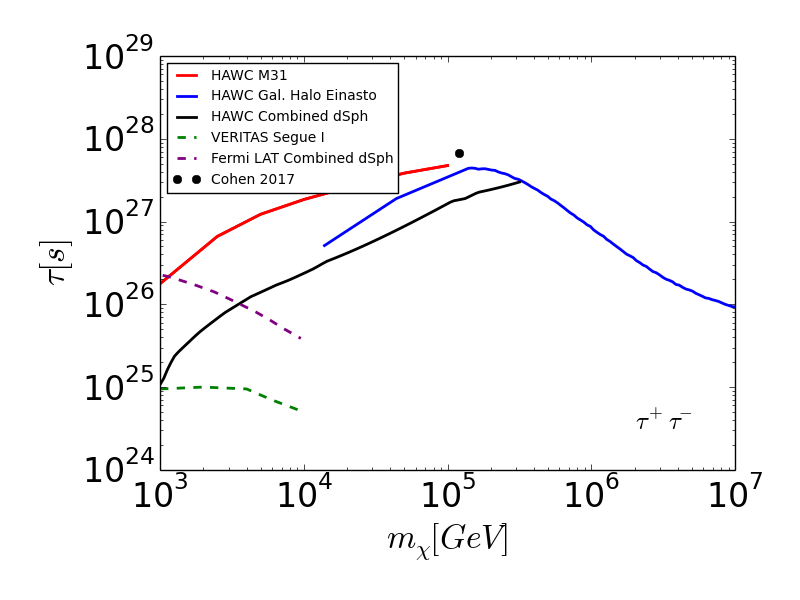 10^29
10^28
10^27
10^26
10^25
10^24
τ[s]
HAWC M31
HAWC Gal. Halo Einasto
HAWC Combined dSph
VERITAS Segue I
Fermi LAT Combined dSph
Cohen 2017
τ^+ τ^-
10^3 10^4 10^5 10^6 10^7
m_χ[GeV]